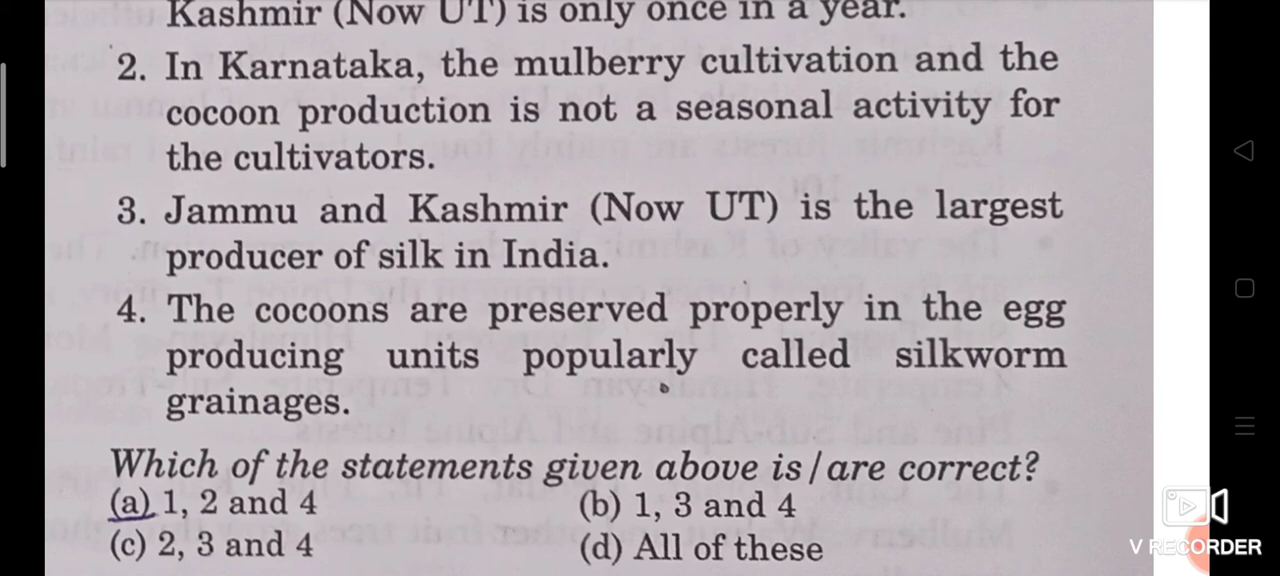 Kashmir (Now UT) is only once in a year.
2. In Karnataka, the mulberry cultivation and the
cocoon production is not a seasonal activity for
the cultivators.
3. Jammu and Kashmir (Now UT) is the largest
producer of silk in India.
4. The cocoons are preserved properly in the egg
producing units popularly called silkworm
grainages.
Which of the statements given above is/are correct?
(a) 1, 2 and 4 (b) 1, 3 and 4
(c) 2, 3 and 4 (d) All of these
V RECORDER